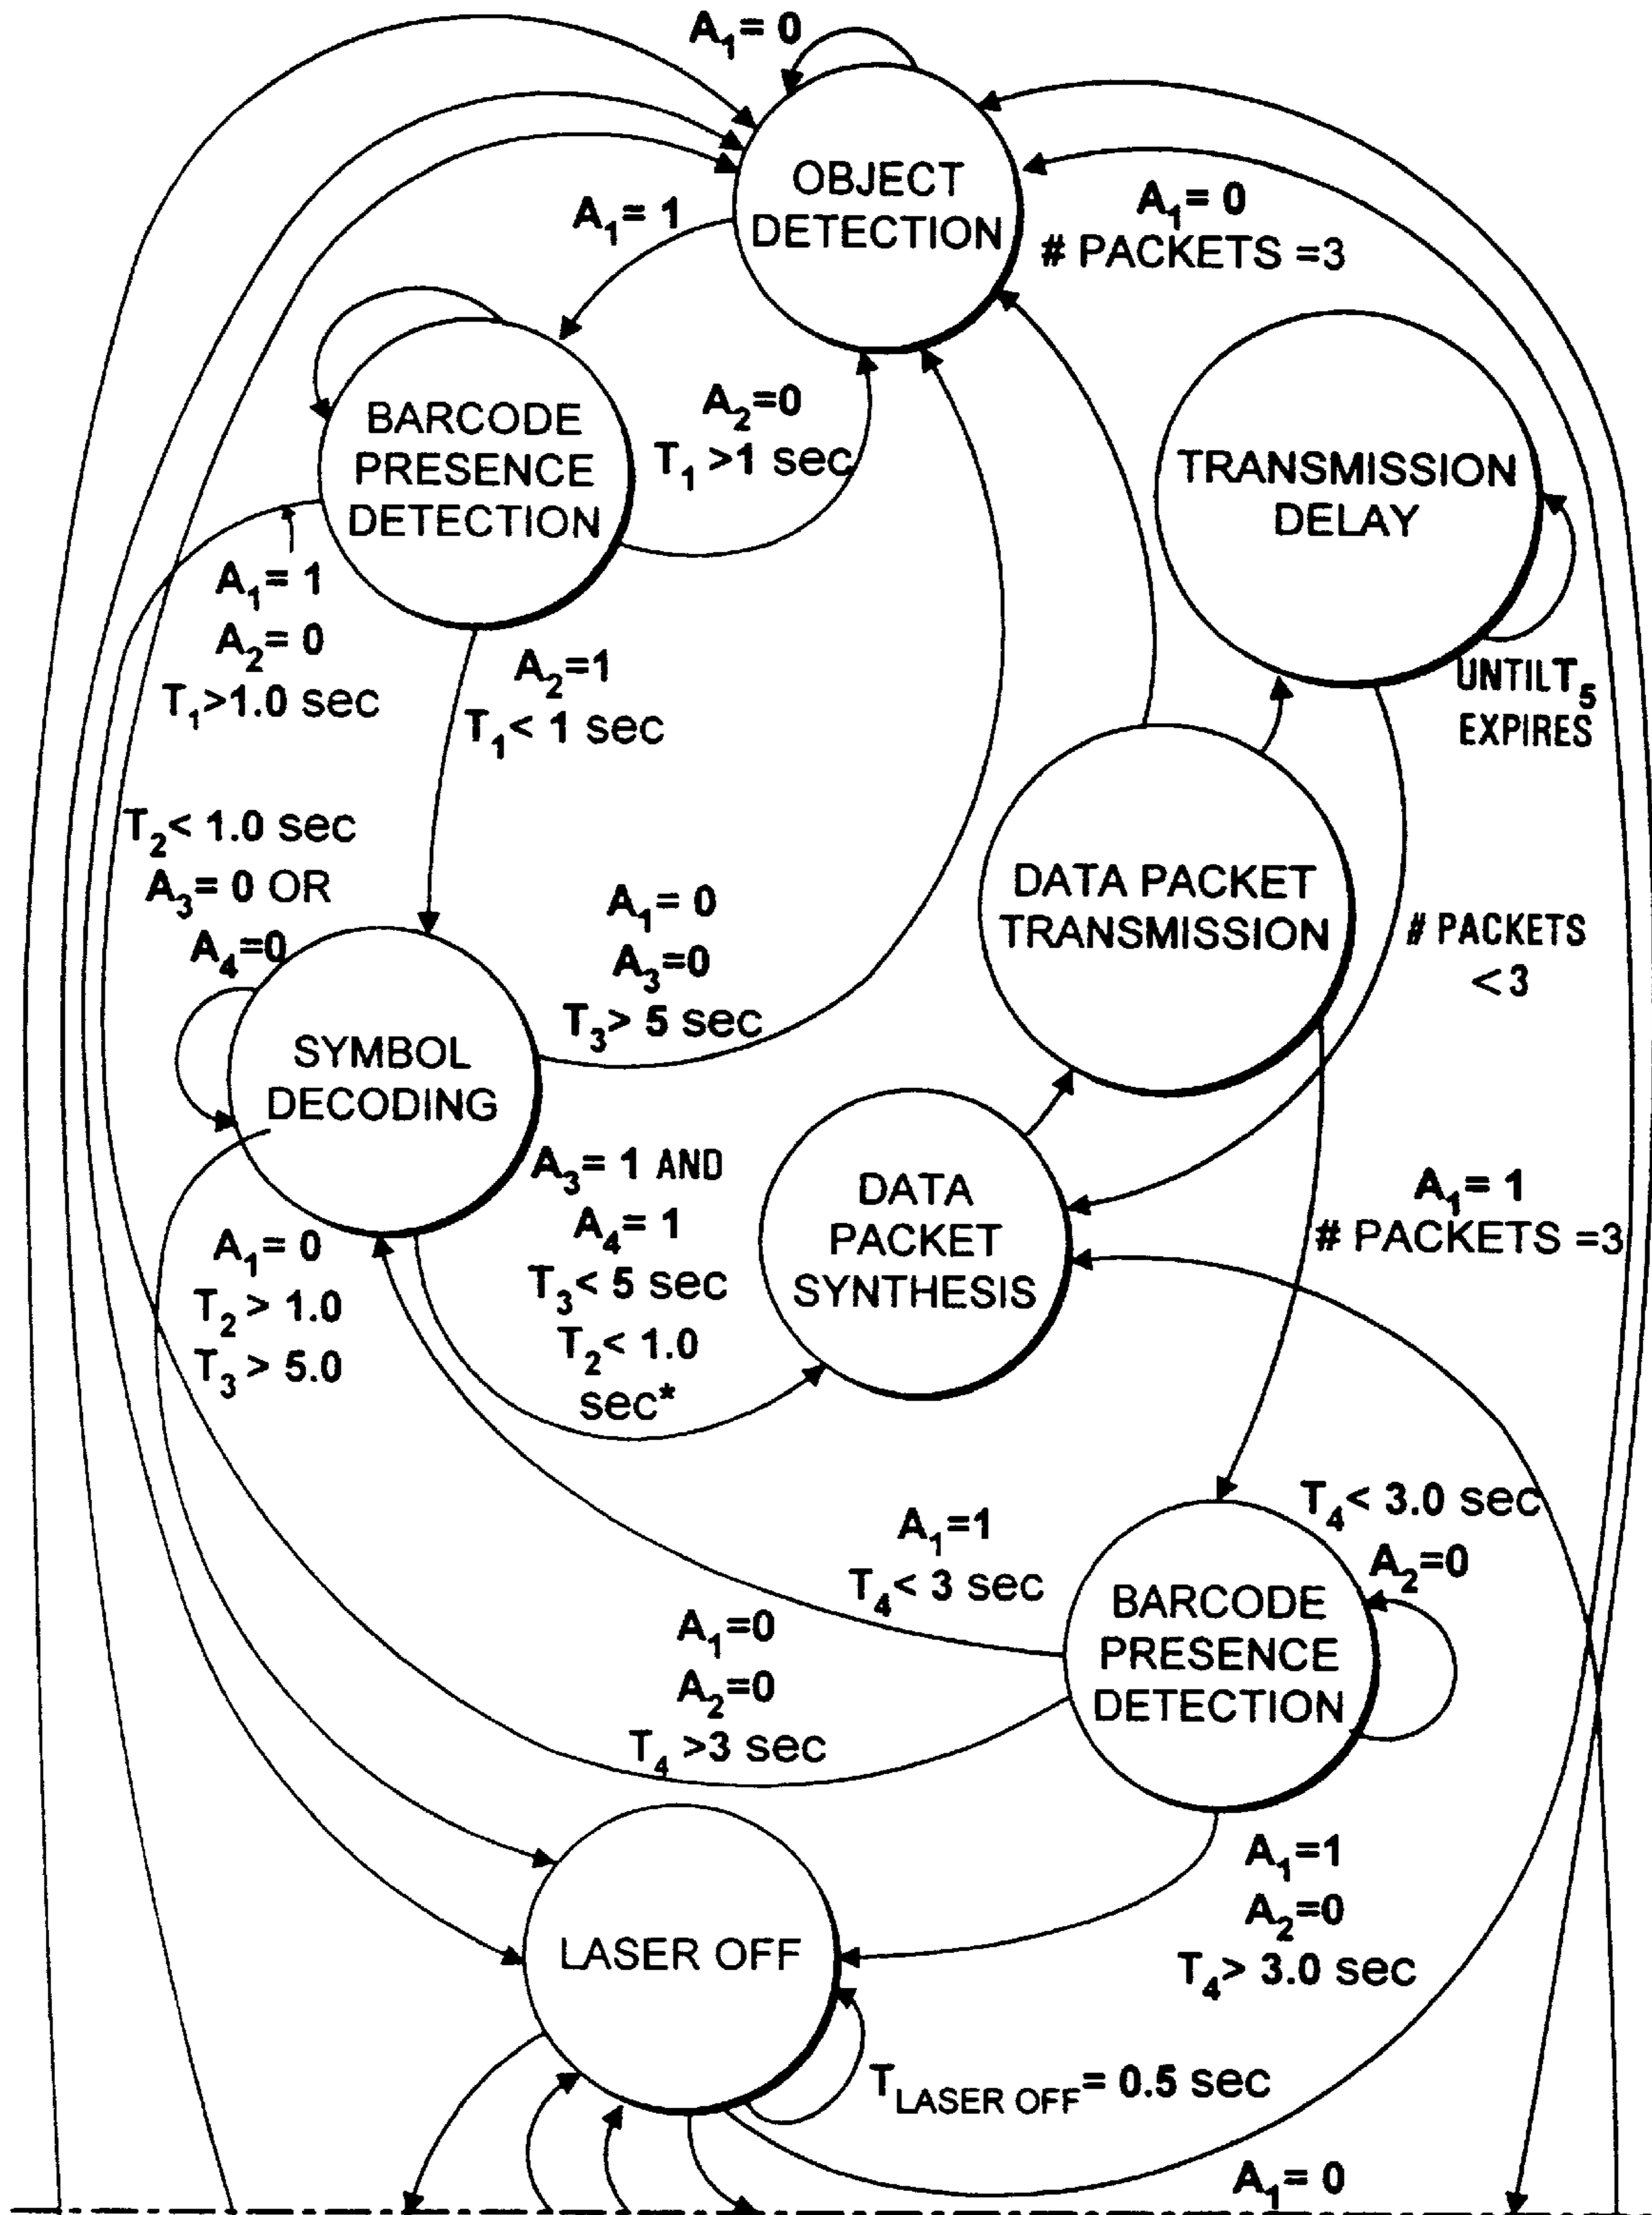 A₁= 0
OBJECT
DETECTION
A₁= 1
A₁= 0
# PACKETS =3
BARCODE
PRESENCE
DETECTION
A₂=0
T₁ >1 sec
TRANSMISSION
DELAY
UNTILT₅
EXPIRES
A₁= 1
A₂= 0
T₁>1.0 sec
A₂=1
T₁< 1 sec
T₂< 1.0 sec
A₃= 0 OR
A₄=0
A₁= 0
A₃=0
T₃> 5 sec
DATA PACKET
TRANSMISSION
# PACKETS
<3
SYMBOL
DECODING
A₃= 1 AND
A₄= 1
T₃< 5 sec
T₂< 1.0
sec*
DATA
PACKET
SYNTHESIS
A₁= 1
# PACKETS =3
A₁= 0
T₂> 1.0
T₃> 5.0
T₄< 3.0 sec
A₂=0
A₁=1
T₄< 3 sec
BARCODE
PRESENCE
DETECTION
A₁=0
A₂=0
T₄ >3 sec
A₁=1
A₂=0
T₄> 3.0 sec
LASER OFF
T LASER OFF= 0.5 sec
A₁= 0